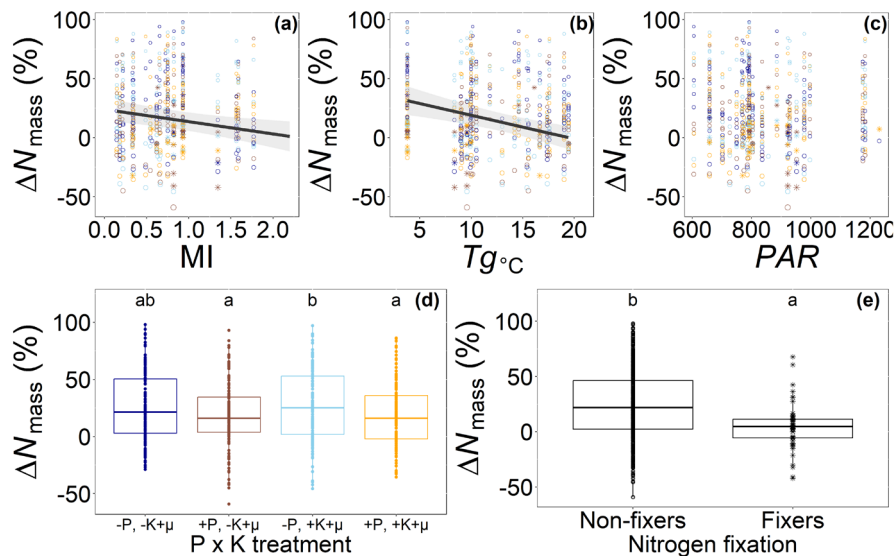 (a)
ΔNmass (%)
100
50
0
-50
0.0 0.5 1.0 1.5 2.0
MI
(b)
ΔNmass (%)
100
50
0
-50
5 10 15 20
Tg°C
(c)
ΔNmass (%)
100
50
0
-50
600 800 1000 1200
PAR
(d)
ab a b a
ΔNmass (%)
100
50
0
-50
-P, -K+μ +P, -K+μ -P, +K+μ +P, +K+μ
P x K treatment
(e)
b a
ΔNmass (%)
100
50
0
-50
Non-fixers Fixers
Nitrogen fixation